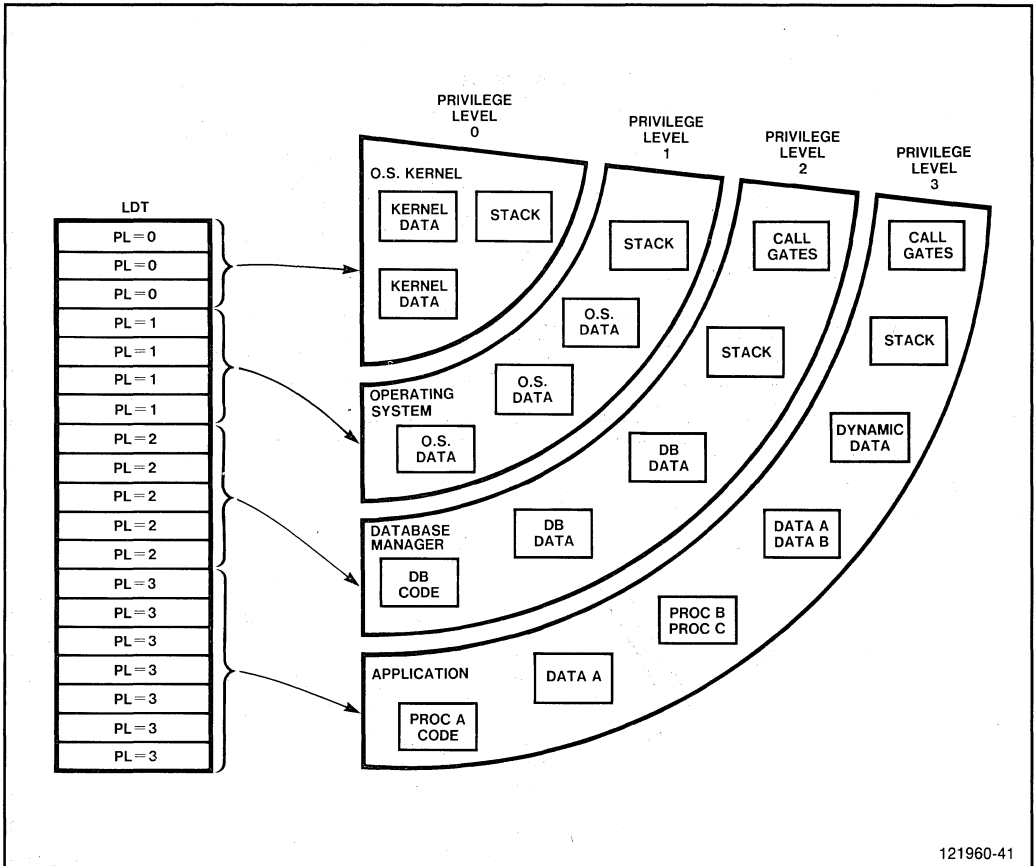 PRIVILEGE
LEVEL
0
PRIVILEGE
LEVEL
1
PRIVILEGE
LEVEL
2
PRIVILEGE
LEVEL
3
LDT
PL=0
PL=0
PL=0
PL=1
PL=1
PL=1
PL=1
PL=2
PL=2
PL=2
PL=2
PL=2
PL=3
PL=3
PL=3
PL=3
PL=3
PL=3
PL=3
O.S. KERNEL
KERNEL
DATA
STACK
KERNEL
DATA
OPERATING
SYSTEM
STACK
O.S.
DATA
O.S.
DATA
O.S.
DATA
DATABASE
MANAGER
CALL
GATES
STACK
DB
DATA
DB
DATA
DB
CODE
APPLICATION
CALL
GATES
STACK
DYNAMIC
DATA
DATA A
DATA B
PROC B
PROC C
DATA A
PROC A
CODE
121960-41